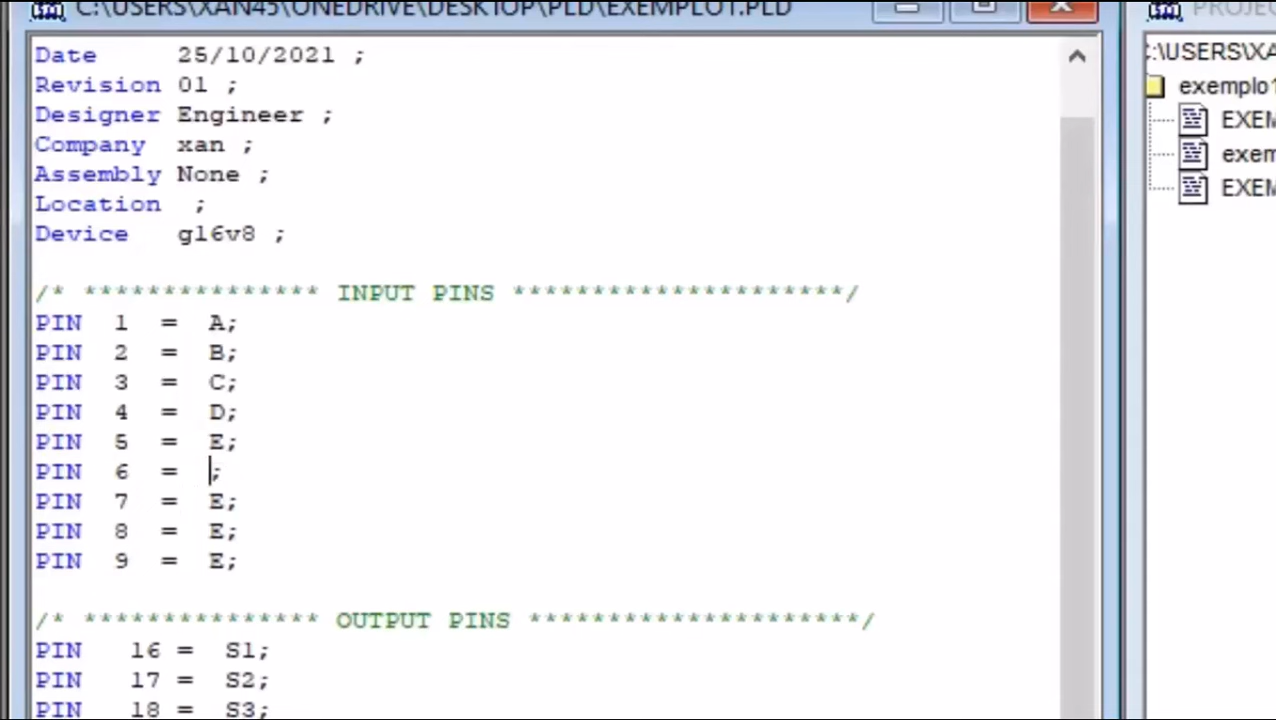 C:\USERS\XAN45\ONEDRIVE\DESKTOP\PLD\EXEMPLO1.PLD
Date 25/10/2021 ;
Revision 01 ;
Designer Engineer ;
Company xan ;
Assembly None ;
Location ;
Device g16v8 ;
/* *************** INPUT PINS *********************/
PIN 1 = A;
PIN 2 = B;
PIN 3 = C;
PIN 4 = D;
PIN 5 = E;
PIN 6 = ;
PIN 7 = E;
PIN 8 = E;
PIN 9 = E;
/* *************** OUTPUT PINS *********************/
PIN 16 = S1;
PIN 17 = S2;
PIN 18 = S3;
PROJE
C:\USERS\XA
exemplo1
EXEM
exem
EXEM